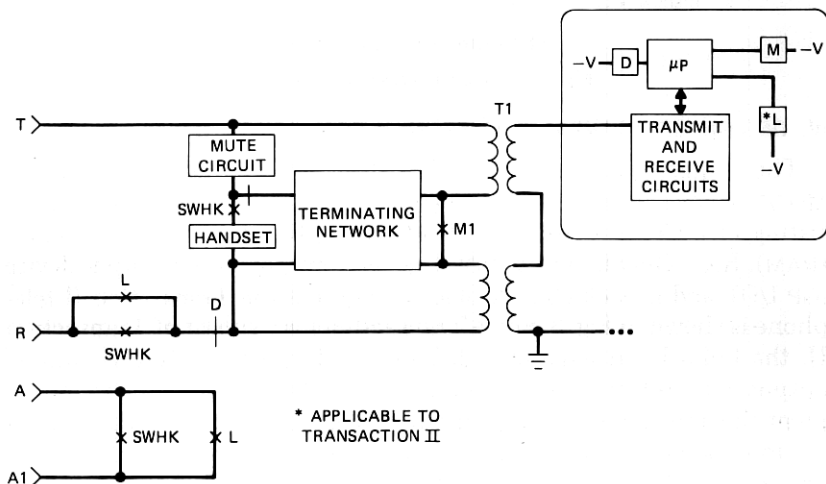 M
−V
−V
D
μP
T1
*L
T
MUTE
CIRCUIT
TRANSMIT
AND
RECEIVE
CIRCUITS
−V
SWHK
TERMINATING
NETWORK
M1
HANDSET
L
D
R
SWHK
...
A
* APPLICABLE TO
TRANSACTION II
SWHK
L
A1